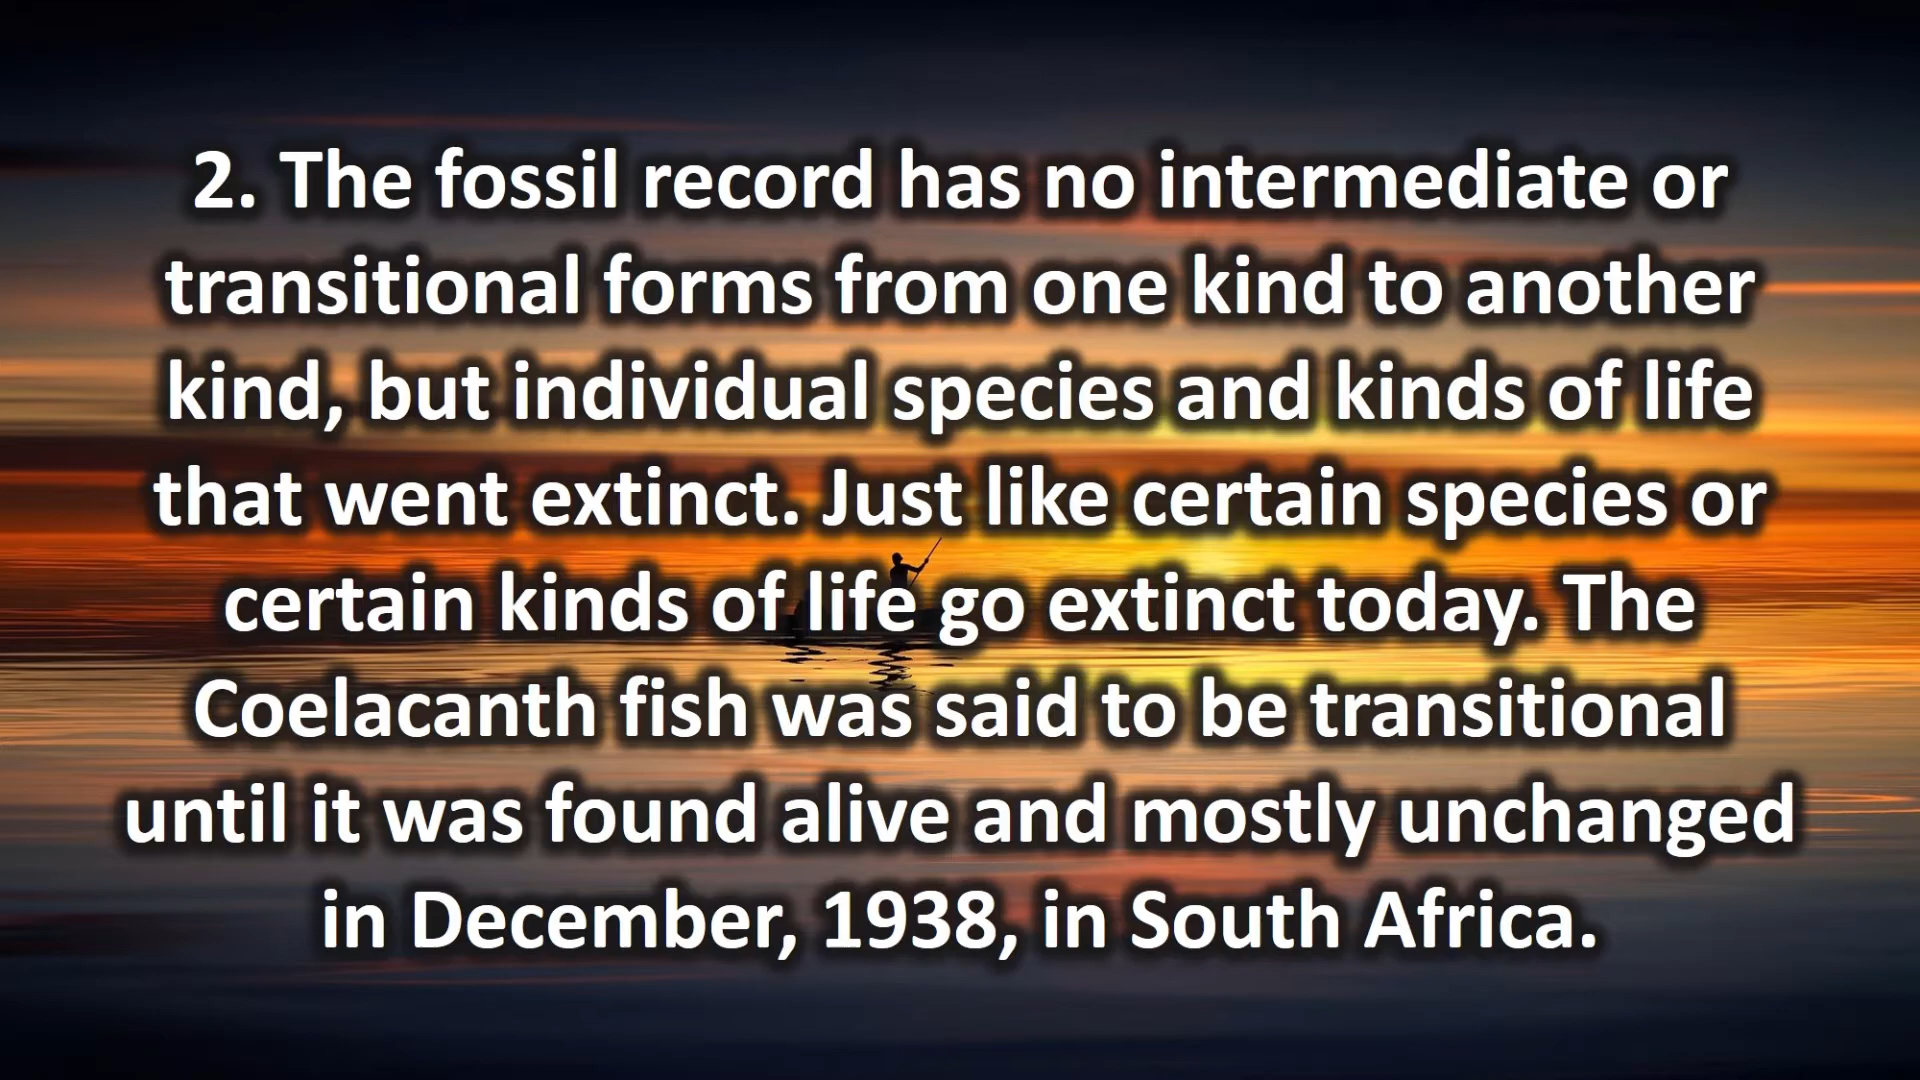 2. The fossil record has no intermediate or
transitional forms from one kind to another
kind, but individual species and kinds of life
that went extinct. Just like certain species or
certain kinds of life go extinct today. The
Coelacanth fish was said to be transitional
until it was found alive and mostly unchanged
in December, 1938, in South Africa.